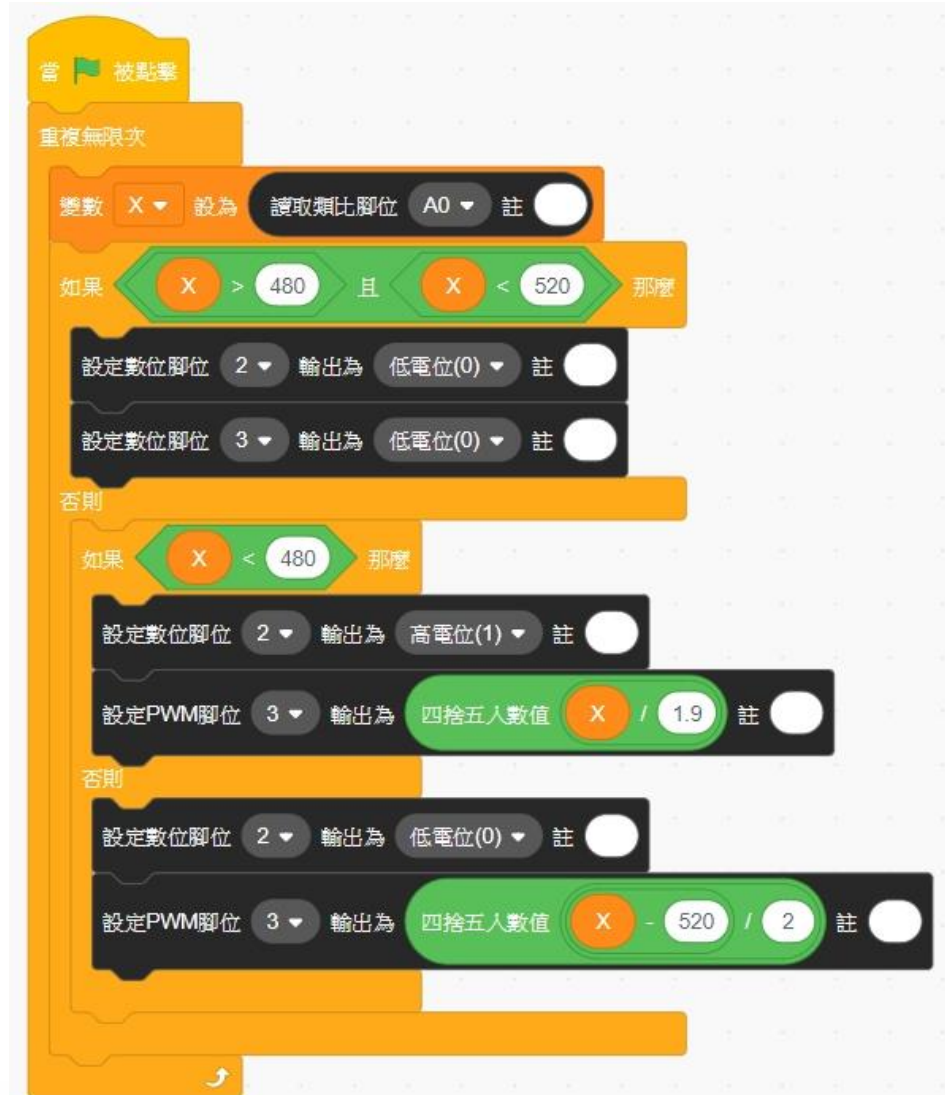 當 被點擊
重複無限次
變數 X 設為 讀取類比腳位 A0 註
如果 X > 480 且 X < 520 那麼
設定數位腳位 2 輸出為 低電位(0) 註
設定數位腳位 3 輸出為 低電位(0) 註
否則
如果 X < 480 那麼
設定數位腳位 2 輸出為 高電位(1) 註
設定PWM腳位 3 輸出為 四捨五入數值 X / 1.9 註
否則
設定數位腳位 2 輸出為 低電位(0) 註
設定PWM腳位 3 輸出為 四捨五入數值 X - 520 / 2 註